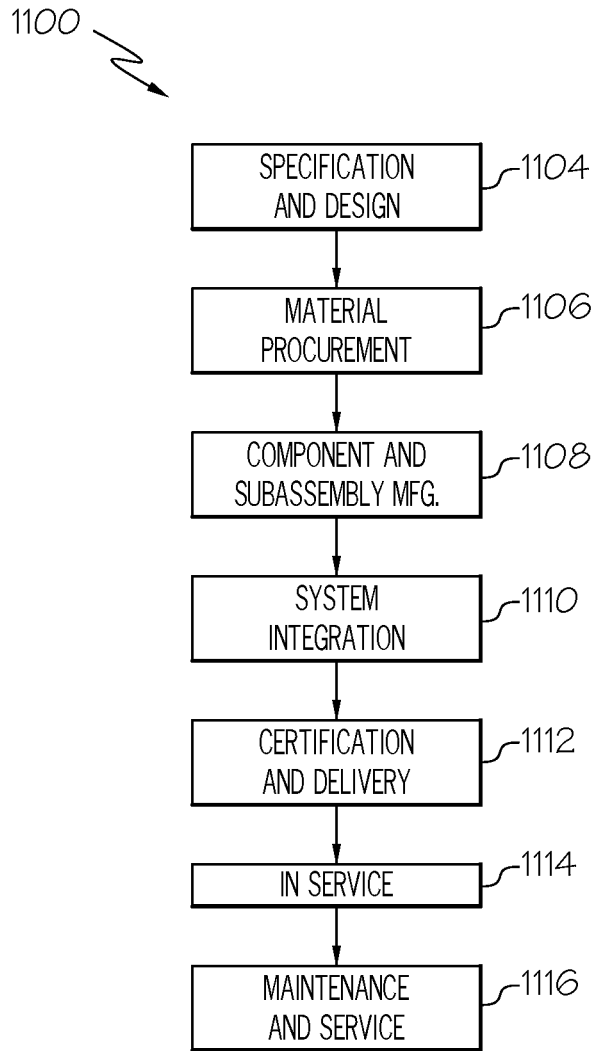 1100
SPECIFICATION
AND DESIGN
1104
MATERIAL
PROCUREMENT
1106
COMPONENT AND
SUBASSEMBLY MFG.
1108
SYSTEM
INTEGRATION
1110
CERTIFICATION
AND DELIVERY
1112
IN SERVICE
1114
MAINTENANCE
AND SERVICE
1116